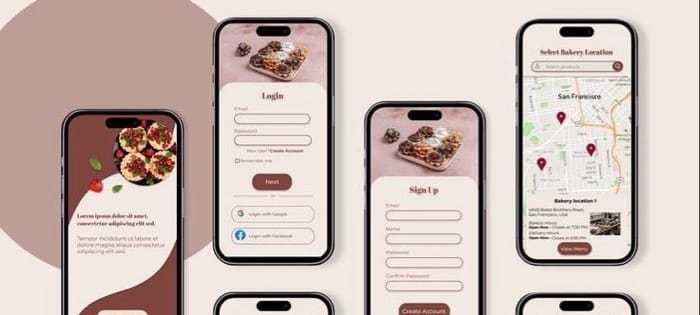 Lorem ipsum dolor sit amet,
consectetur adipiscing elit sed.
Tempor incididunt ut labore et
dolore magna aliqua consectetur
adipiscing elit sed.
Login
Email
Password
New User? Create Account
Remember me
Next
or
Login with Google
Login with Facebook
Sign Up
Email
Name
Password
Confirm Password
Create Account
Select Bakery Location
Search products
San Francisco
Bakery location 1
San Francisco, USA
Bakery Hours
Open Now - Closes at 7:30 PM
Delivery Hours
Open Now - Closes at 6:55 PM
View Menu